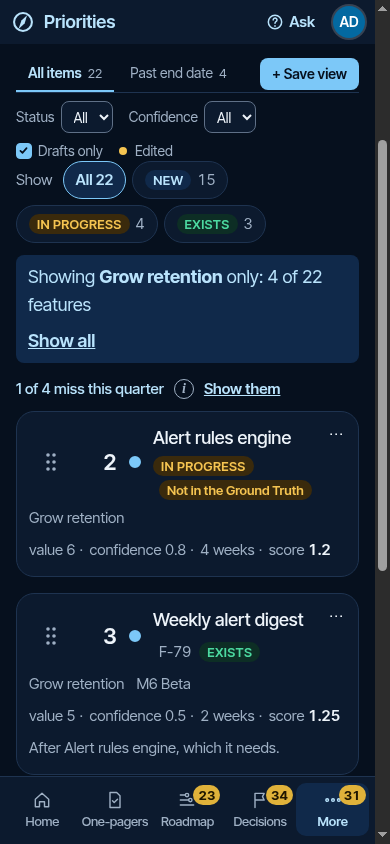 Priorities
Ask
AD
All items 22
Past end date 4
+ Save view
Status All
Confidence All
Drafts only
Edited
Show
All 22
NEW 15
IN PROGRESS 4
EXISTS 3
Showing Grow retention only: 4 of 22
features
Show all
1 of 4 miss this quarter i Show them
Alert rules engine ...
2
IN PROGRESS
Not in the Ground Truth
Grow retention
value 6 · confidence 0.8 · 4 weeks · score 1.2
Weekly alert digest ...
3
F-79 EXISTS
Grow retention M6 Beta
value 5 · confidence 0.5 · 2 weeks · score 1.25
After Alert rules engine, which it needs.
23 34 31
Home One-pagers Roadmap Decisions More